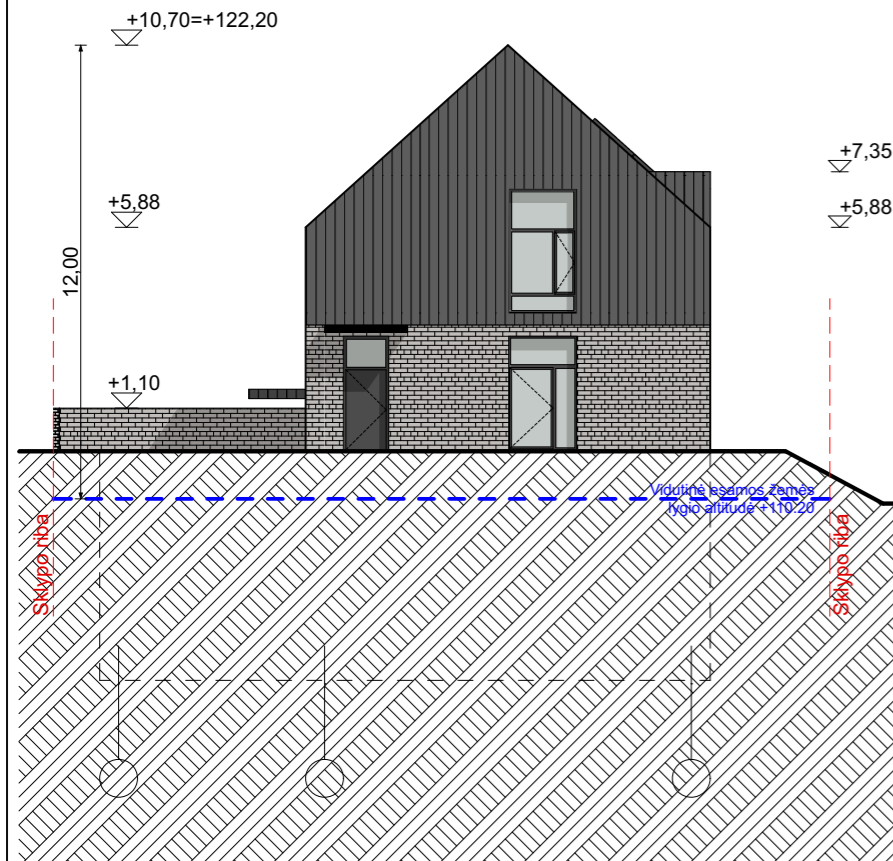 +10,70=+122,20
+7,35
+5,88
+5,88
12,00
+1,10
Vidutinė esamos žemės
lygio altitudė +110.20
Sklypo riba
Sklypo riba